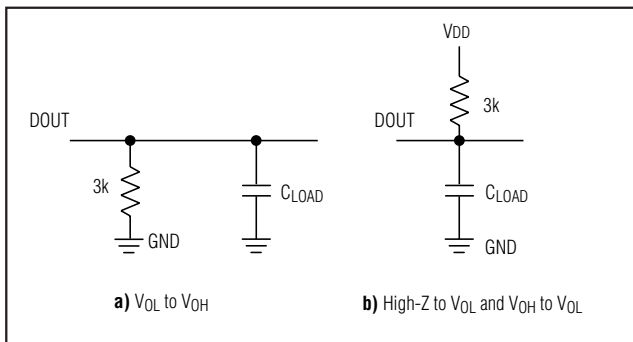 DOUT
3k
GND
CLOAD
a) VOL to VOH
VDD
3k
DOUT
CLOAD
GND
b) High-Z to VOL and VOH to VOL